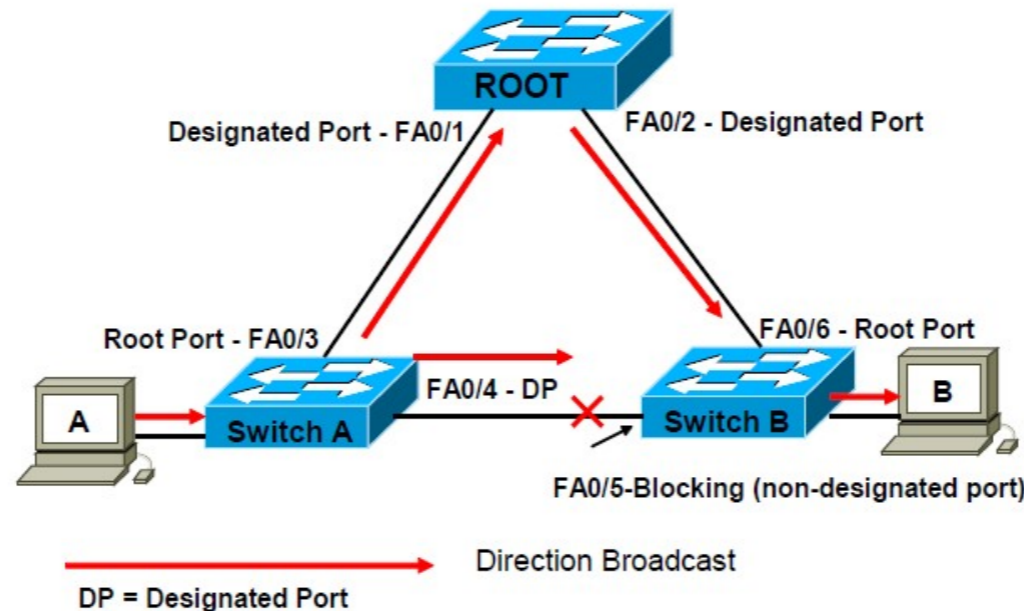 ROOT
Designated Port - FA0/1
FA0/2 - Designated Port
Root Port - FA0/3
FA0/6 - Root Port
A
Switch A
FA0/4 - DP
Switch B
B
FA0/5-Blocking (non-designated port)
Direction Broadcast
DP = Designated Port